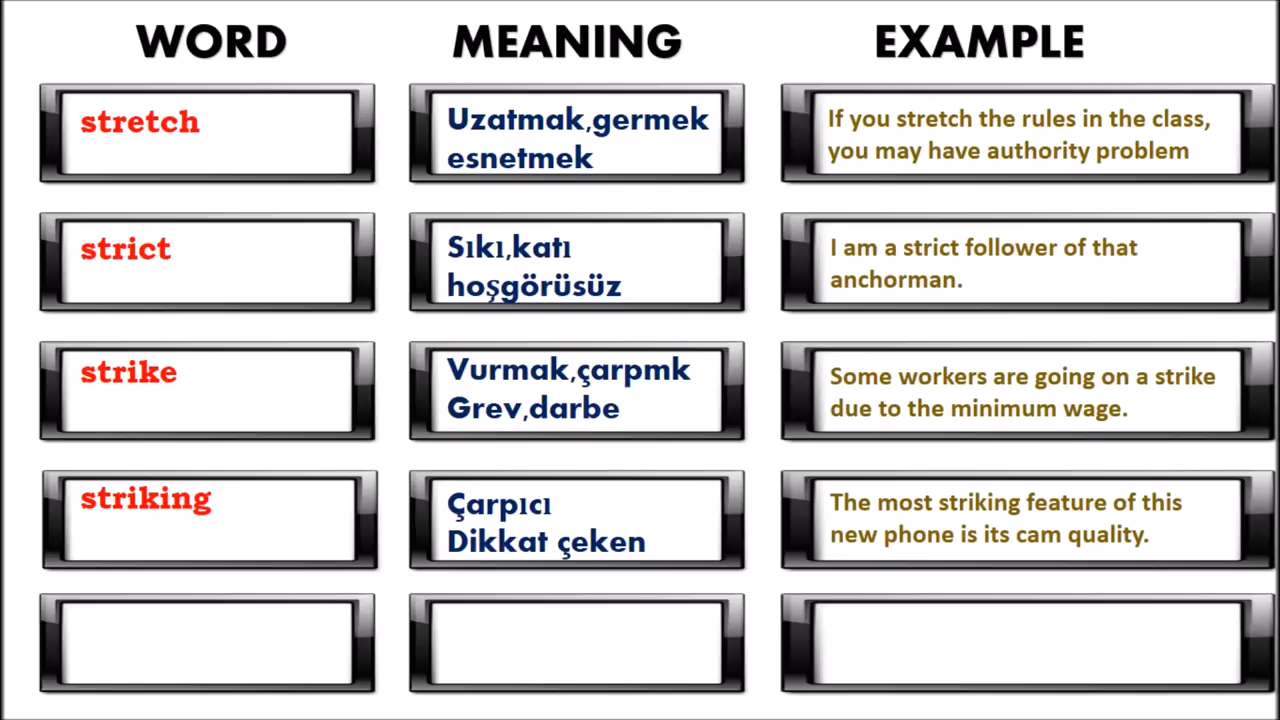 WORD MEANING EXAMPLE
stretch
Uzatmak,germek
esnetmek
If you stretch the rules in the class,
you may have authority problem
strict
Sıkı,katı
hoşgörüsüz
I am a strict follower of that
anchorman.
strike
Vurmak,çarpmk
Grev,darbe
Some workers are going on a strike
due to the minimum wage.
striking
Çarpıcı
Dikkat çeken
The most striking feature of this
new phone is its cam quality.